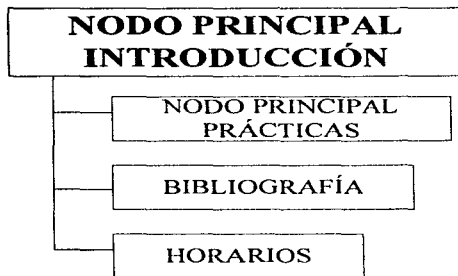 NODO PRINCIPAL
INTRODUCCIÓN
NODO PRINCIPAL
PRÁCTICAS
BIBLIOGRAFÍA
HORARIOS